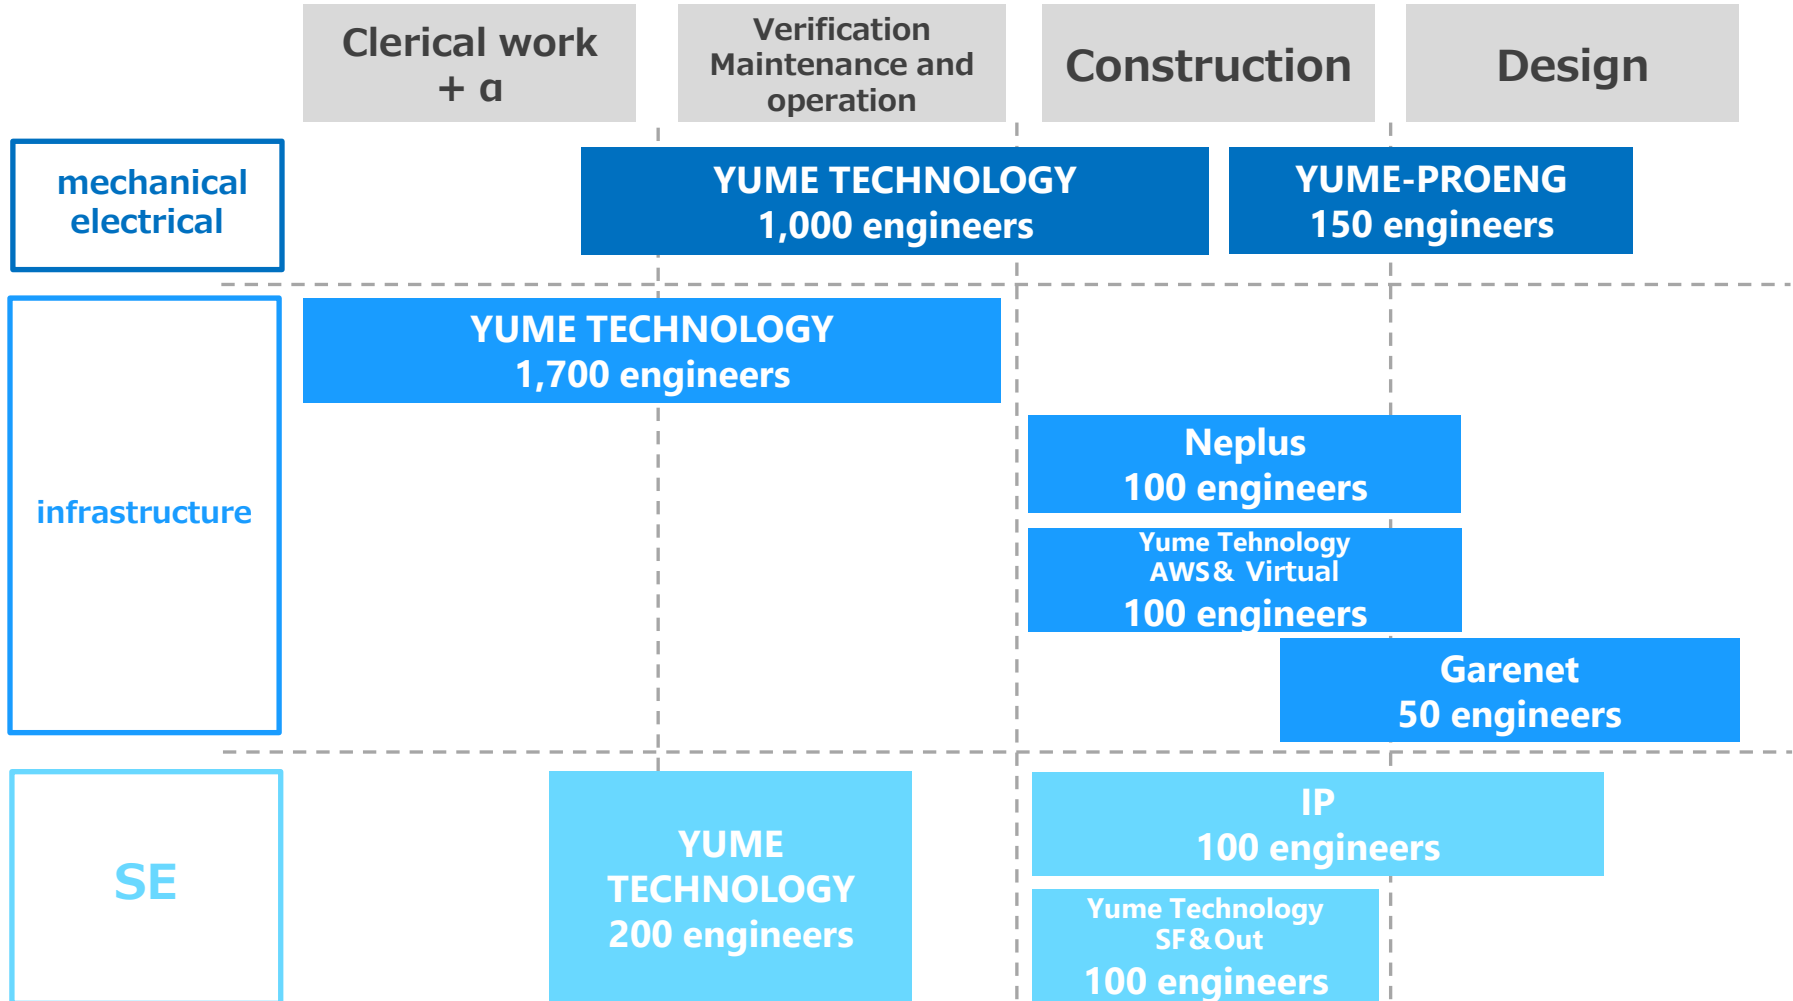 Clerical work
+ α
Verification
Maintenance and
operation
Construction
Design
mechanical
electrical
YUME TECHNOLOGY
1,000 engineers
YUME-PROENG
150 engineers
infrastructure
YUME TECHNOLOGY
1,700 engineers
Neplus
100 engineers
Yume Tehnology
AWS& Virtual
100 engineers
Garenet
50 engineers
SE
YUME
TECHNOLOGY
200 engineers
IP
100 engineers
Yume Technology
SF&Out
100 engineers